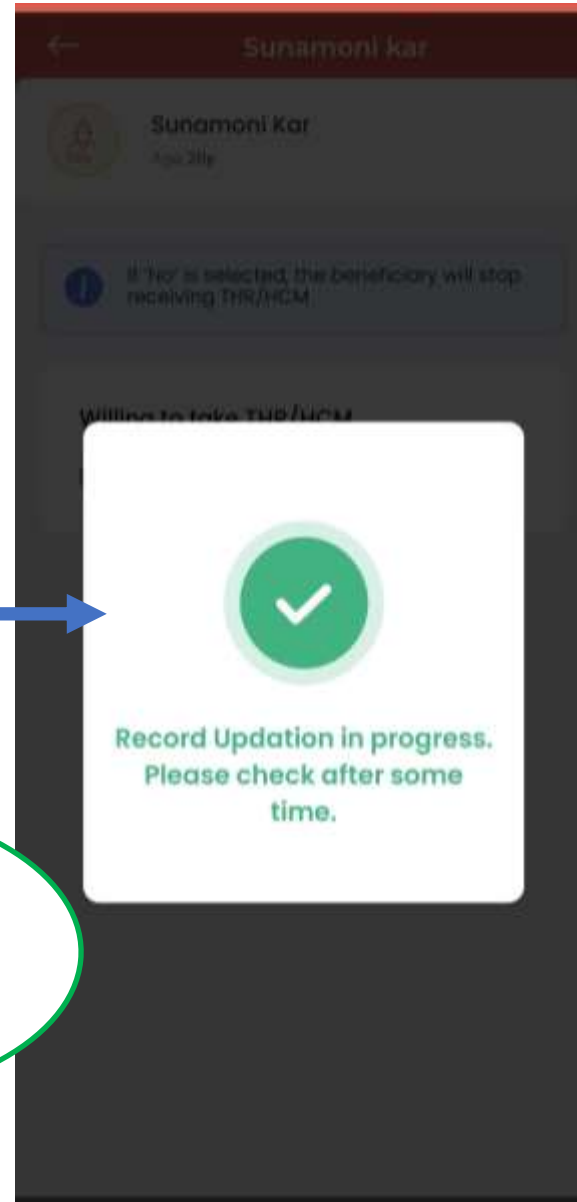 Sunamoni kar
Sunamoni Kar
If 'No' is selected, the beneficiary will stop
receiving THR/HCM
Willing to take THR/HCM
Record Updation in progress.
Please check after some
time.